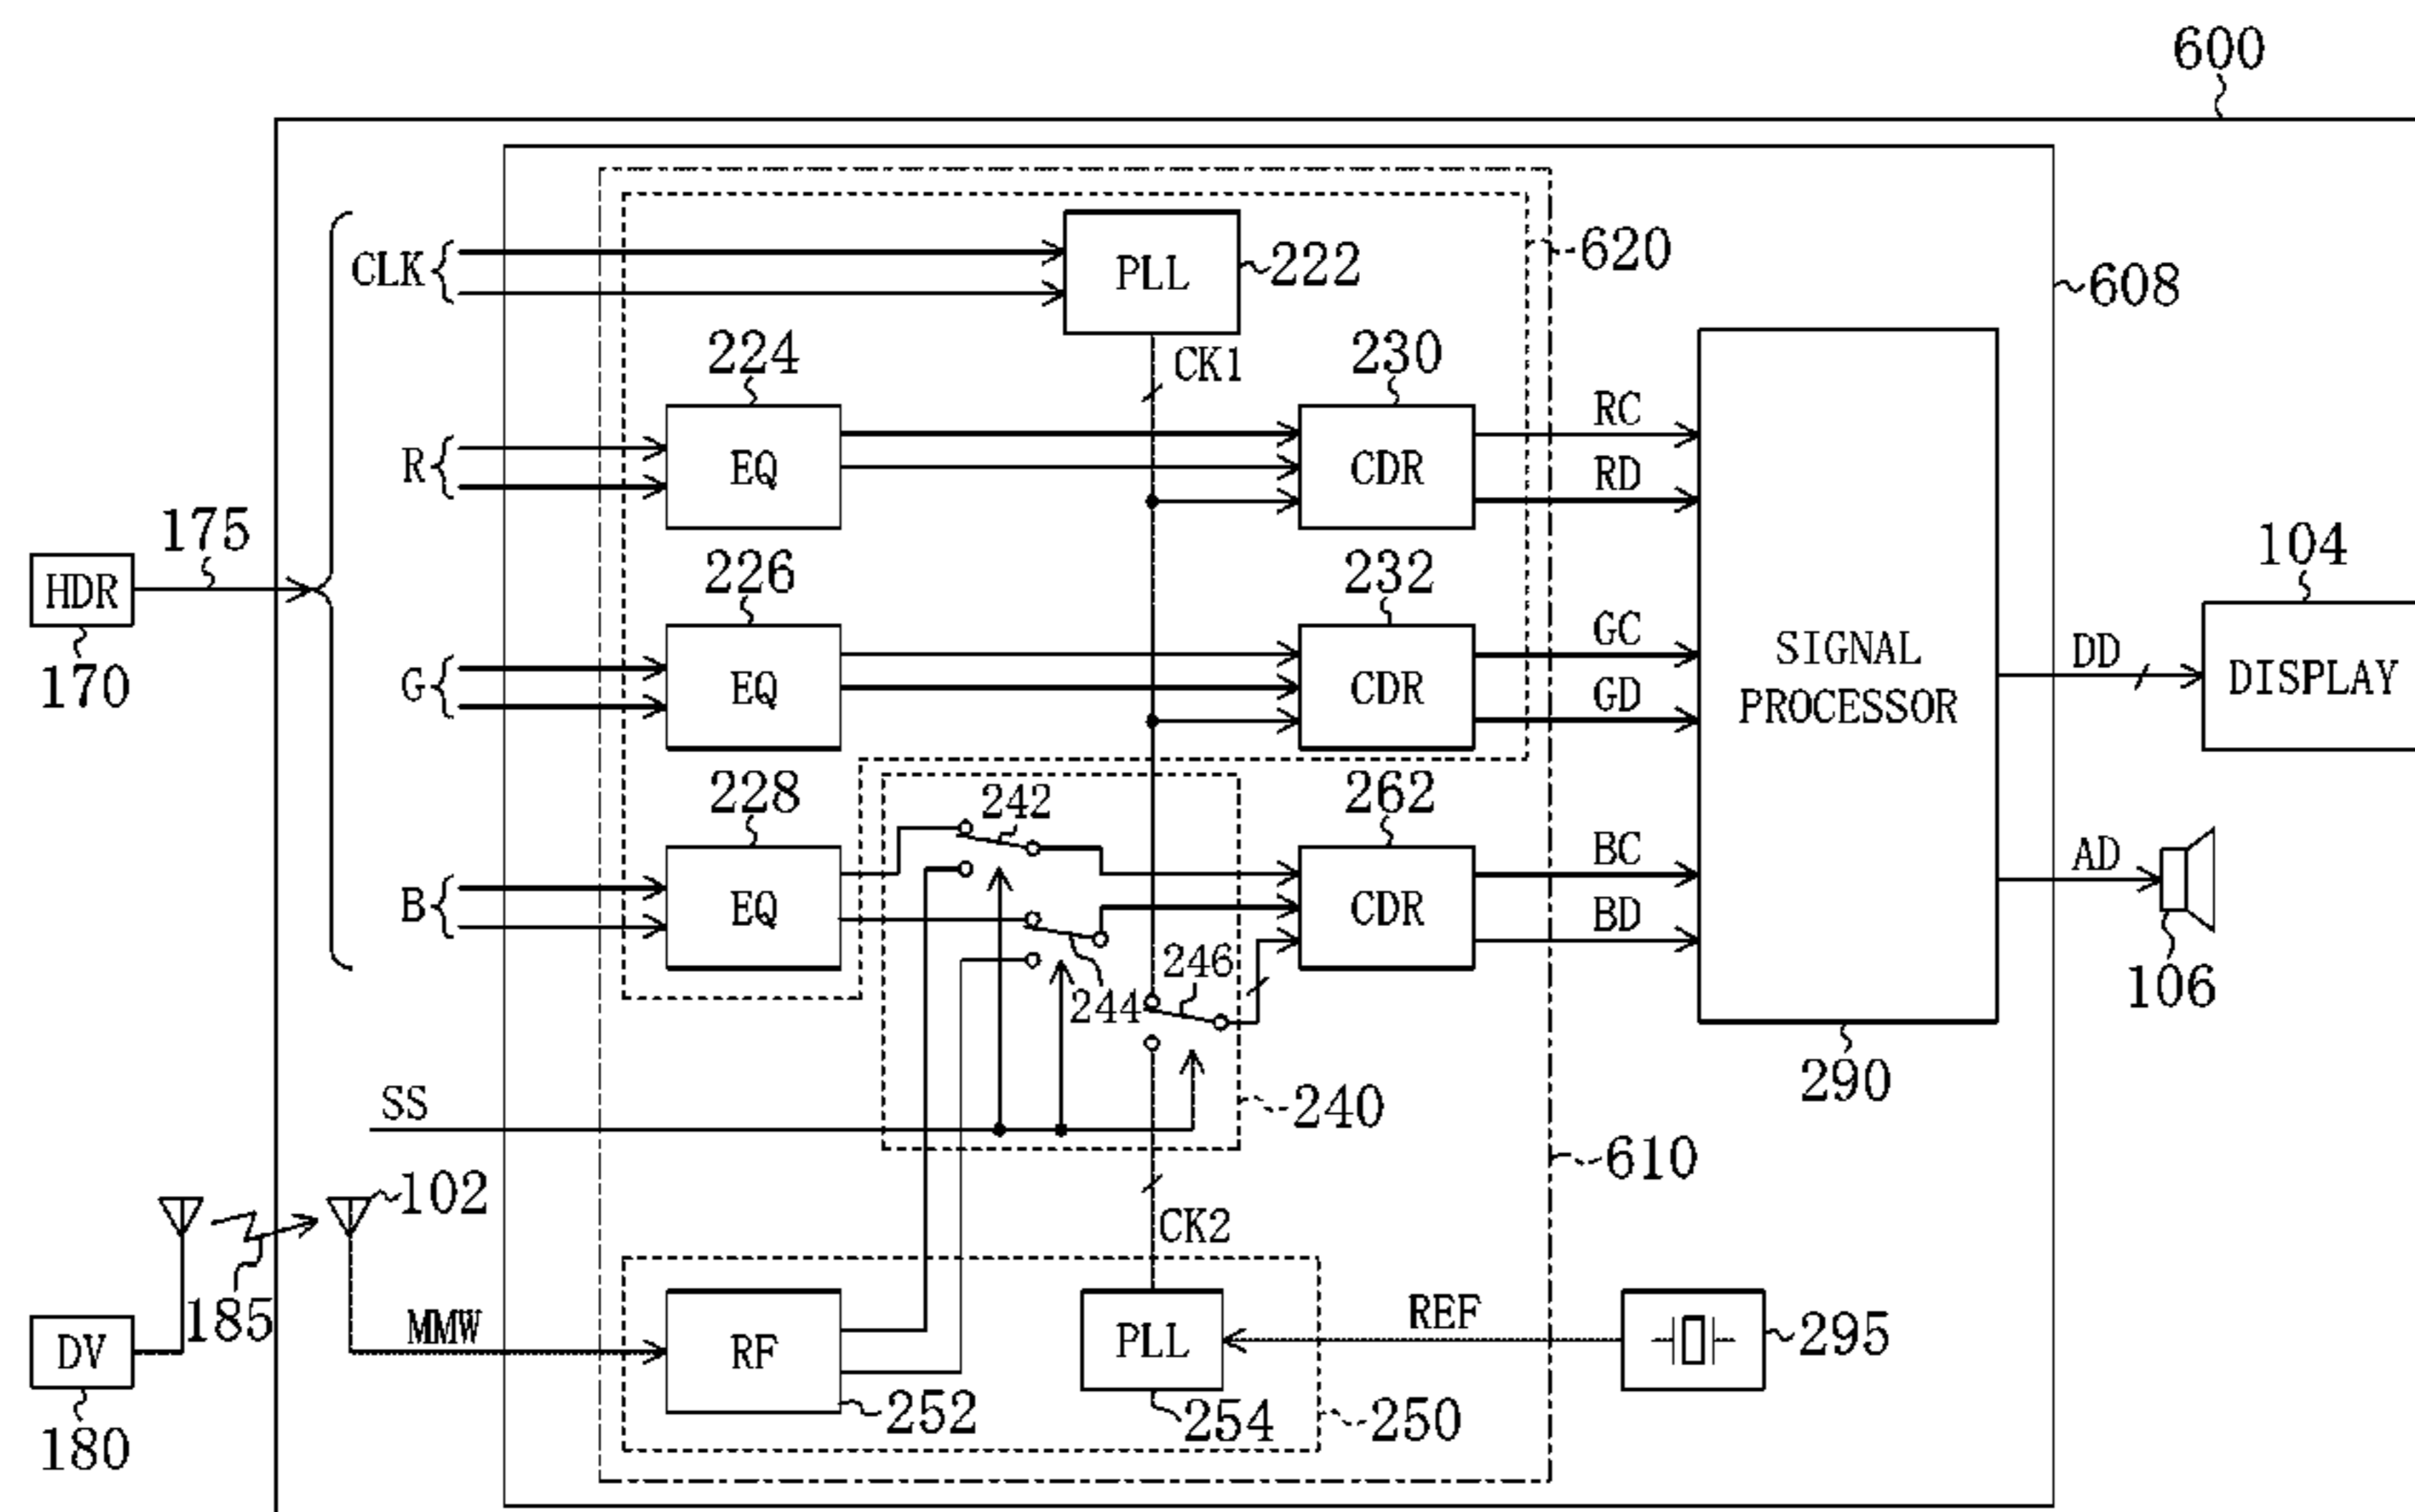 600
CLK
PLL
222
620
608
CK1
224
230
R
EQ
CDR
RC
RD
HDR
170
175
226
232
G
EQ
CDR
GC
GD
SIGNAL
PROCESSOR
290
DD
104
DISPLAY
228
242
262
B
EQ
244
246
CDR
BC
BD
AD
106
SS
240
610
102
185
CK2
DV
180
MMW
RF
252
PLL
254
250
REF
295